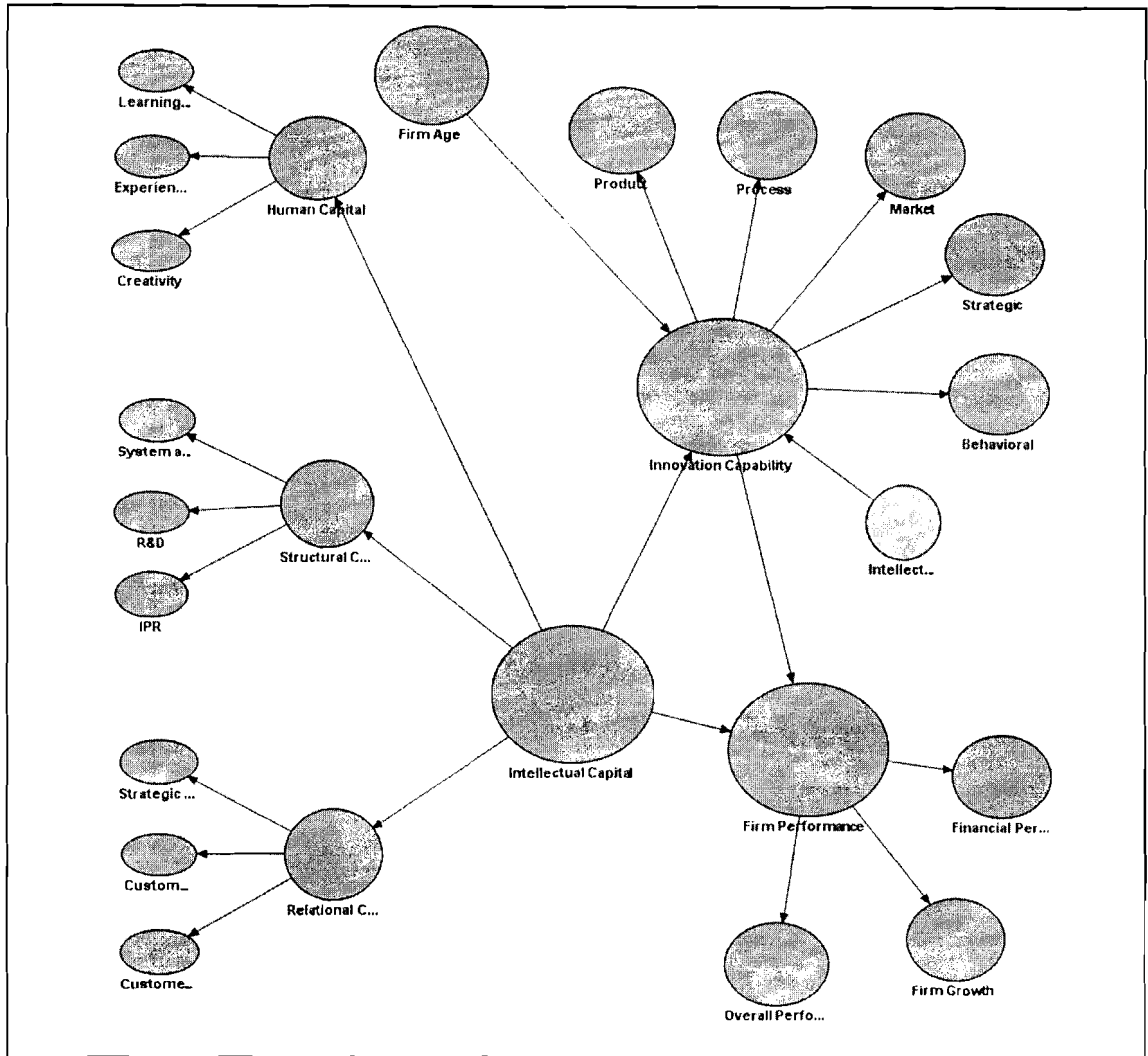 Learning...
Firm Age
Product
Process
Market
Experien...
Human Capital
Creativity
Strategic
System a...
Behavioral
Innovation Capability
R&D
Structural C...
Intellect...
IPR
Strategic ...
Intellectual Capital
Firm Performance
Financial Per...
Custom...
Relational C...
Custome...
Firm Growth
Overall Perfo...